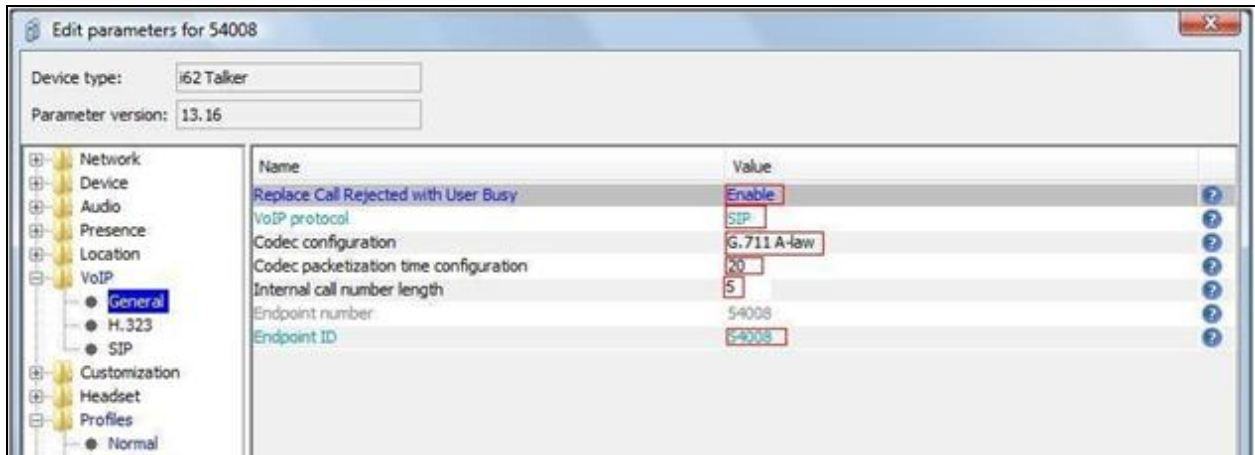 Edit parameters for 54008
Device type: i62 Talker
Parameter version: 13.16
Network
Device
Audio
Presence
Location
VoIP
General
H.323
SIP
Customization
Headset
Profiles
Normal
Name Value
Replace Call Rejected with User Busy Enable
VoIP protocol SIP
Codec configuration G.711 A-law
Codec packetization time configuration 20
Internal call number length 5
Endpoint number 54008
Endpoint ID 54008